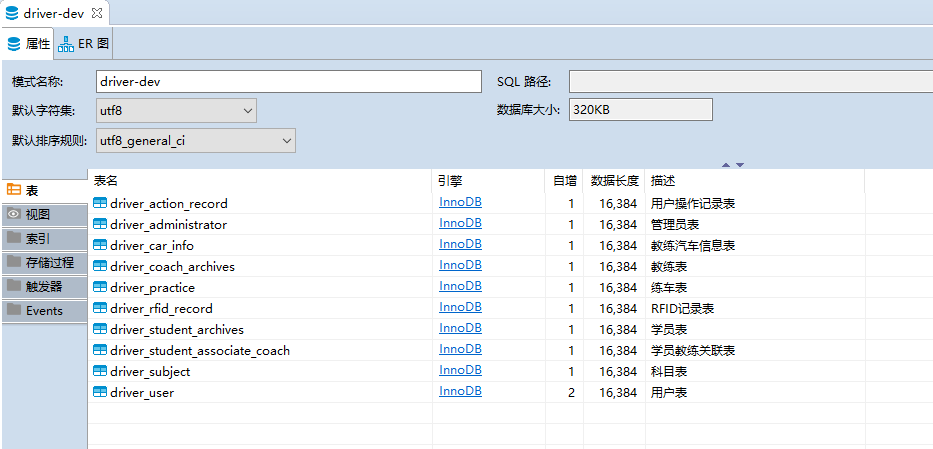 driver-dev
属性 ER 图
模式名称: driver-dev SQL 路径:
默认字符集: utf8 数据库大小: 320KB
默认排序规则: utf8_general_ci
表
视图
索引
存储过程
触发器
Events
表名 引擎 自增 数据长度 描述
driver_action_record InnoDB 1 16,384 用户操作记录表
driver_administrator InnoDB 1 16,384 管理员表
driver_car_info InnoDB 1 16,384 教练汽车信息表
driver_coach_archives InnoDB 1 16,384 教练表
driver_practice InnoDB 1 16,384 练车表
driver_rfid_record InnoDB 1 16,384 RFID记录表
driver_student_archives InnoDB 1 16,384 学员表
driver_student_associate_coach InnoDB 1 16,384 学员教练关联表
driver_subject InnoDB 1 16,384 科目表
driver_user InnoDB 2 16,384 用户表